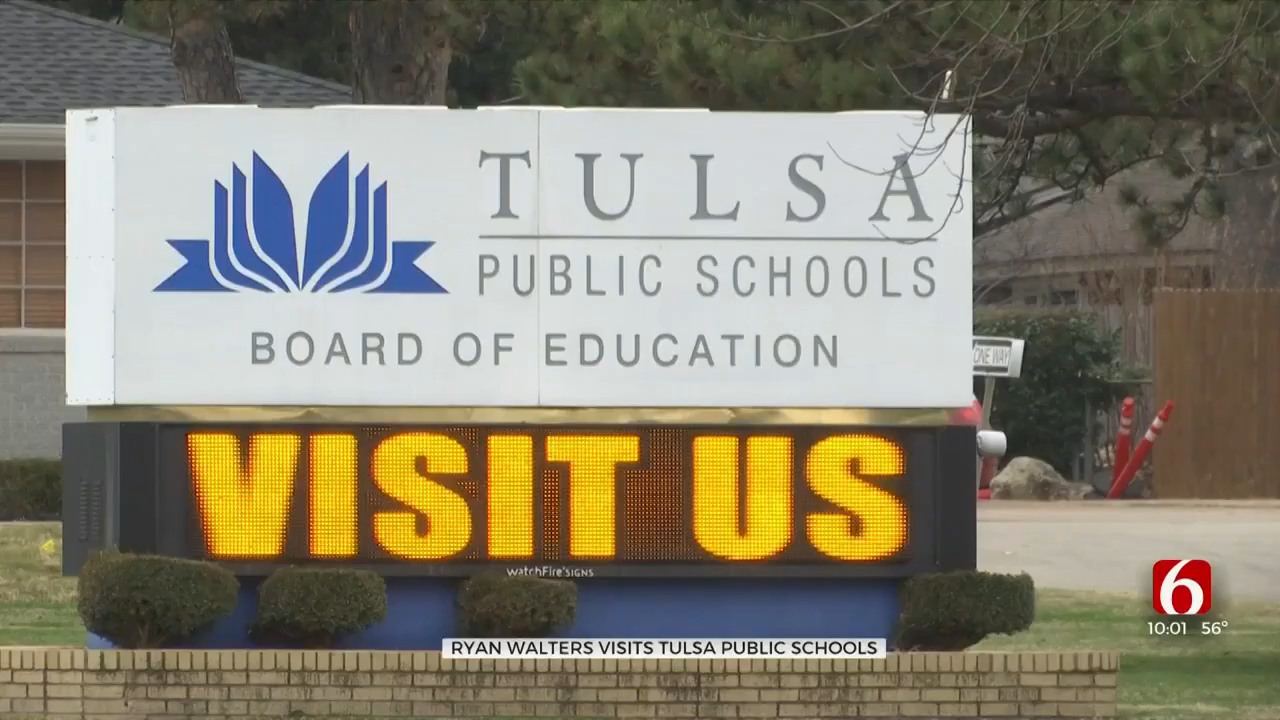 TULSA
PUBLIC SCHOOLS
BOARD OF EDUCATION
ONE WAY
VISIT US
watchFire SIGNS
6
10:01 56°
RYAN WALTERS VISITS TULSA PUBLIC SCHOOLS